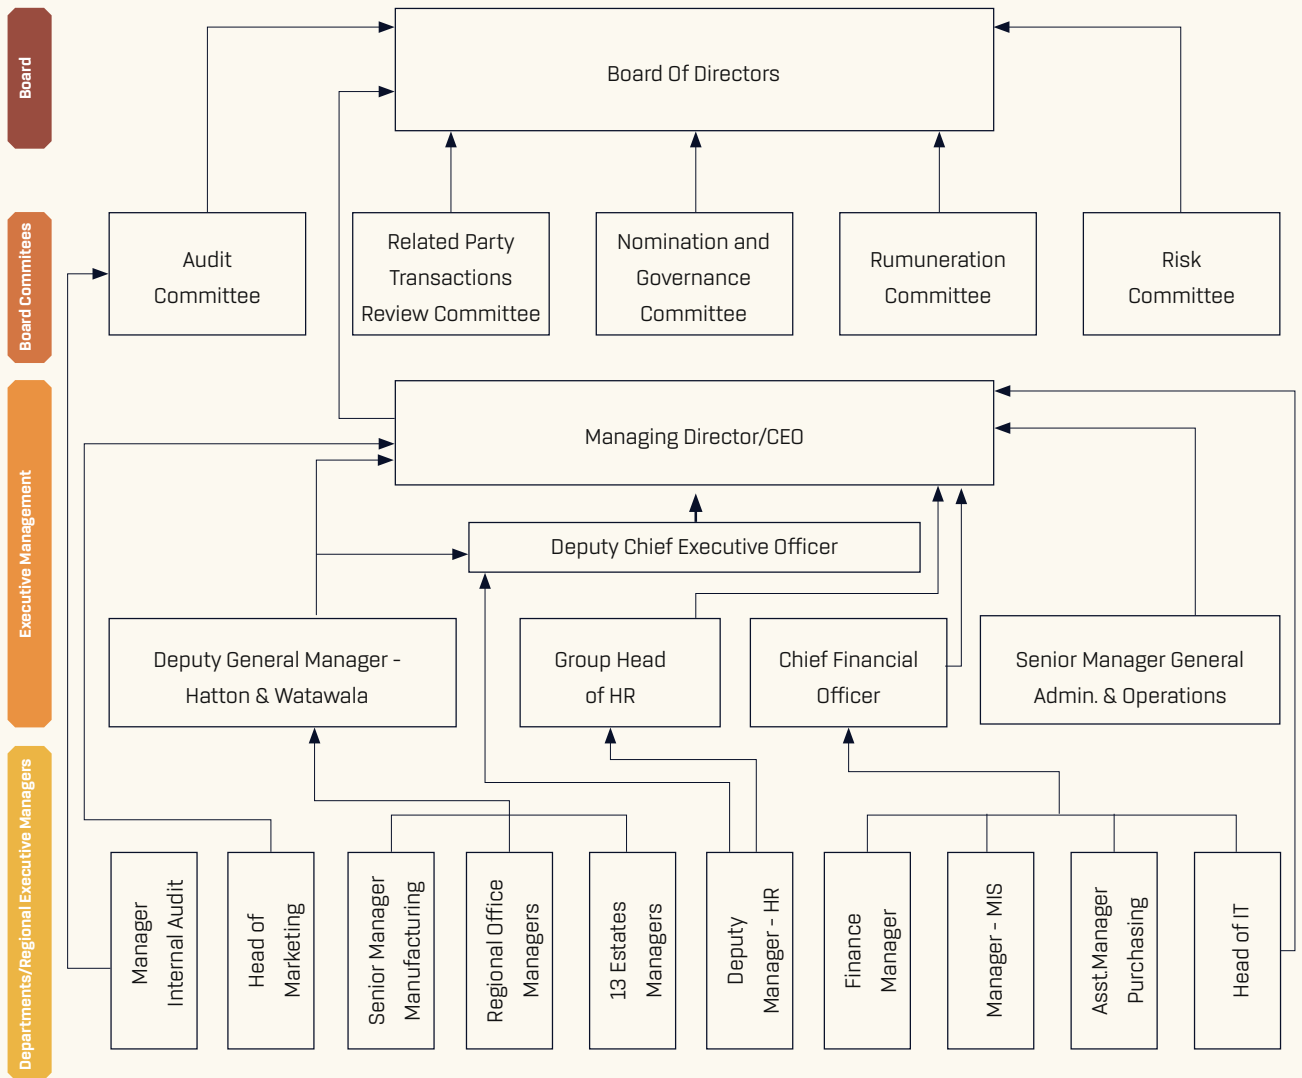 Board
Board Of Directors
Board Commitees
Audit
Committee
Related Party
Transactions
Review Committee
Nomination and
Governance
Committee
Rumuneration
Committee
Risk
Committee
Executive Management
Managing Director/CEO
Deputy Chief Executive Officer
Deputy General Manager -
Hatton & Watawala
Group Head
of HR
Chief Financial
Officer
Senior Manager General
Admin. & Operations
Departments/Regional Executive Managers
Manager
Internal Audit
Head of
Marketing
Senior Manager
Manufacturing
Regional Office
Managers
13 Estates
Managers
Deputy
Manager - HR
Finance
Manager
Manager - MIS
Asst.Manager
Purchasing
Head of IT